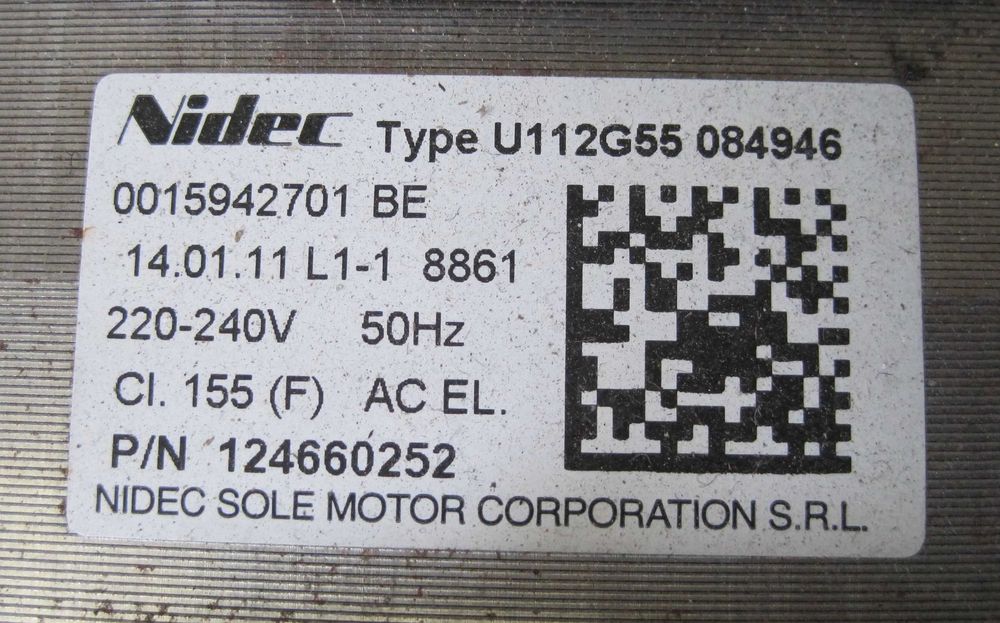 Nidec Type U112G55 084946
0015942701 BE
14.01.11 L1-1 8861
220-240V 50Hz
Cl. 155 (F) AC EL.
P/N 124660252
NIDEC SOLE MOTOR CORPORATION S.R.L.